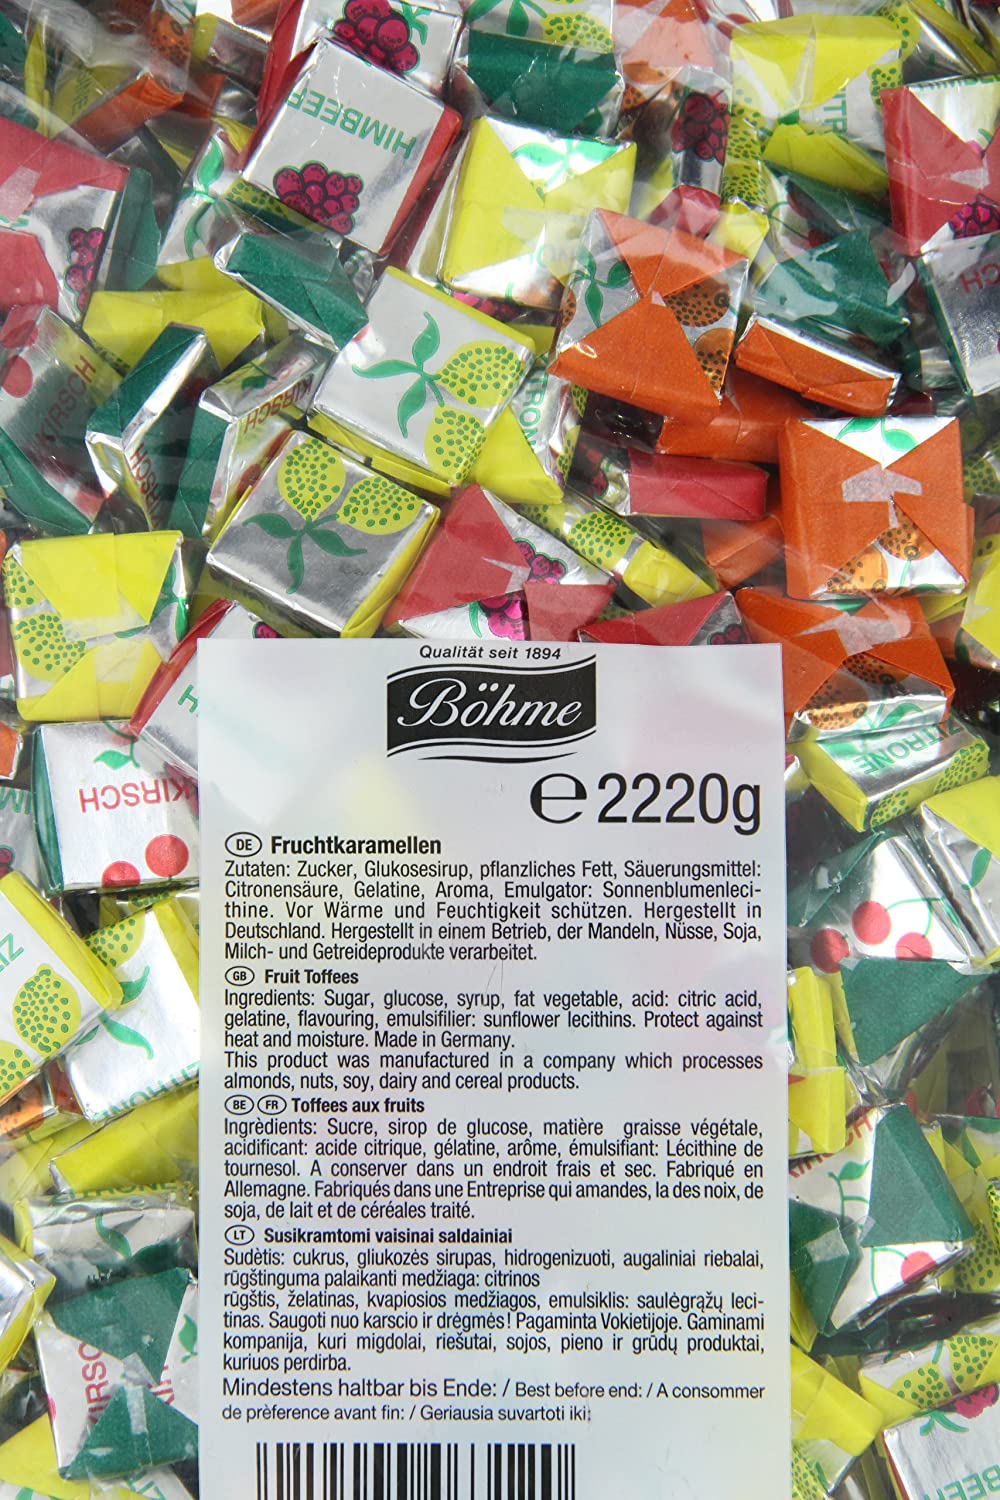 HIMBEER
ZITRONE
KIRSCH
KIRSCH
KIRSCH
KIRSCH
KIRSCH
ZITRONE
KIRSCH
Qualität seit 1894
Böhme
℮ 2220g
DE Fruchtkaramellen
Zutaten: Zucker, Glukosesirup, pflanzliches Fett, Säuerungsmittel:
Citronensäure, Gelatine, Aroma, Emulgator: Sonnenblumenleci-
thine. Vor Wärme und Feuchtigkeit schützen. Hergestellt in
Deutschland. Hergestellt in einem Betrieb, der Mandeln, Nüsse, Soja,
Milch- und Getreideprodukte verarbeitet.
GB Fruit Toffees
Ingredients: Sugar, glucose, syrup, fat vegetable, acid: citric acid,
gelatine, flavouring, emulsifilier: sunflower lecithins. Protect against
heat and moisture. Made in Germany.
This product was manufactured in a company which processes
almonds, nuts, soy, dairy and cereal products.
BE FR Toffees aux fruits
Ingrèdients: Sucre, sirop de glucose, matière graisse végétale,
acidifiant: acide citrique, gélatine, arôme, émulsifiant: Lécithine de
tournesol. A conserver dans un endroit frais et sec. Fabriqué en
Allemagne. Fabriqués dans une Entreprise qui amandes, la des noix, de
soja, de lait et de céréales traité.
LT Susikramtomi vaisinai saldainiai
Sudėtis: cukrus, gliukozės sirupas, hidrogenizuoti, augaliniai riebalai,
rūgštinguma palaikanti medžiaga: citrinos
rūgštis, želatinas, kvapiosios medžiagos, emulsiklis: saulėgrąžų leci-
tinas. Saugoti nuo karscio ir drėgmės! Pagaminta Vokietijoje. Gaminami
kompanija, kuri migdolai, riešutai, sojos, pieno ir grūdų produktai,
kuriuos perdirba.
Mindestens haltbar bis Ende: / Best before end: / A consommer
de prèference avant fin: / Geriausia suvartoti iki: